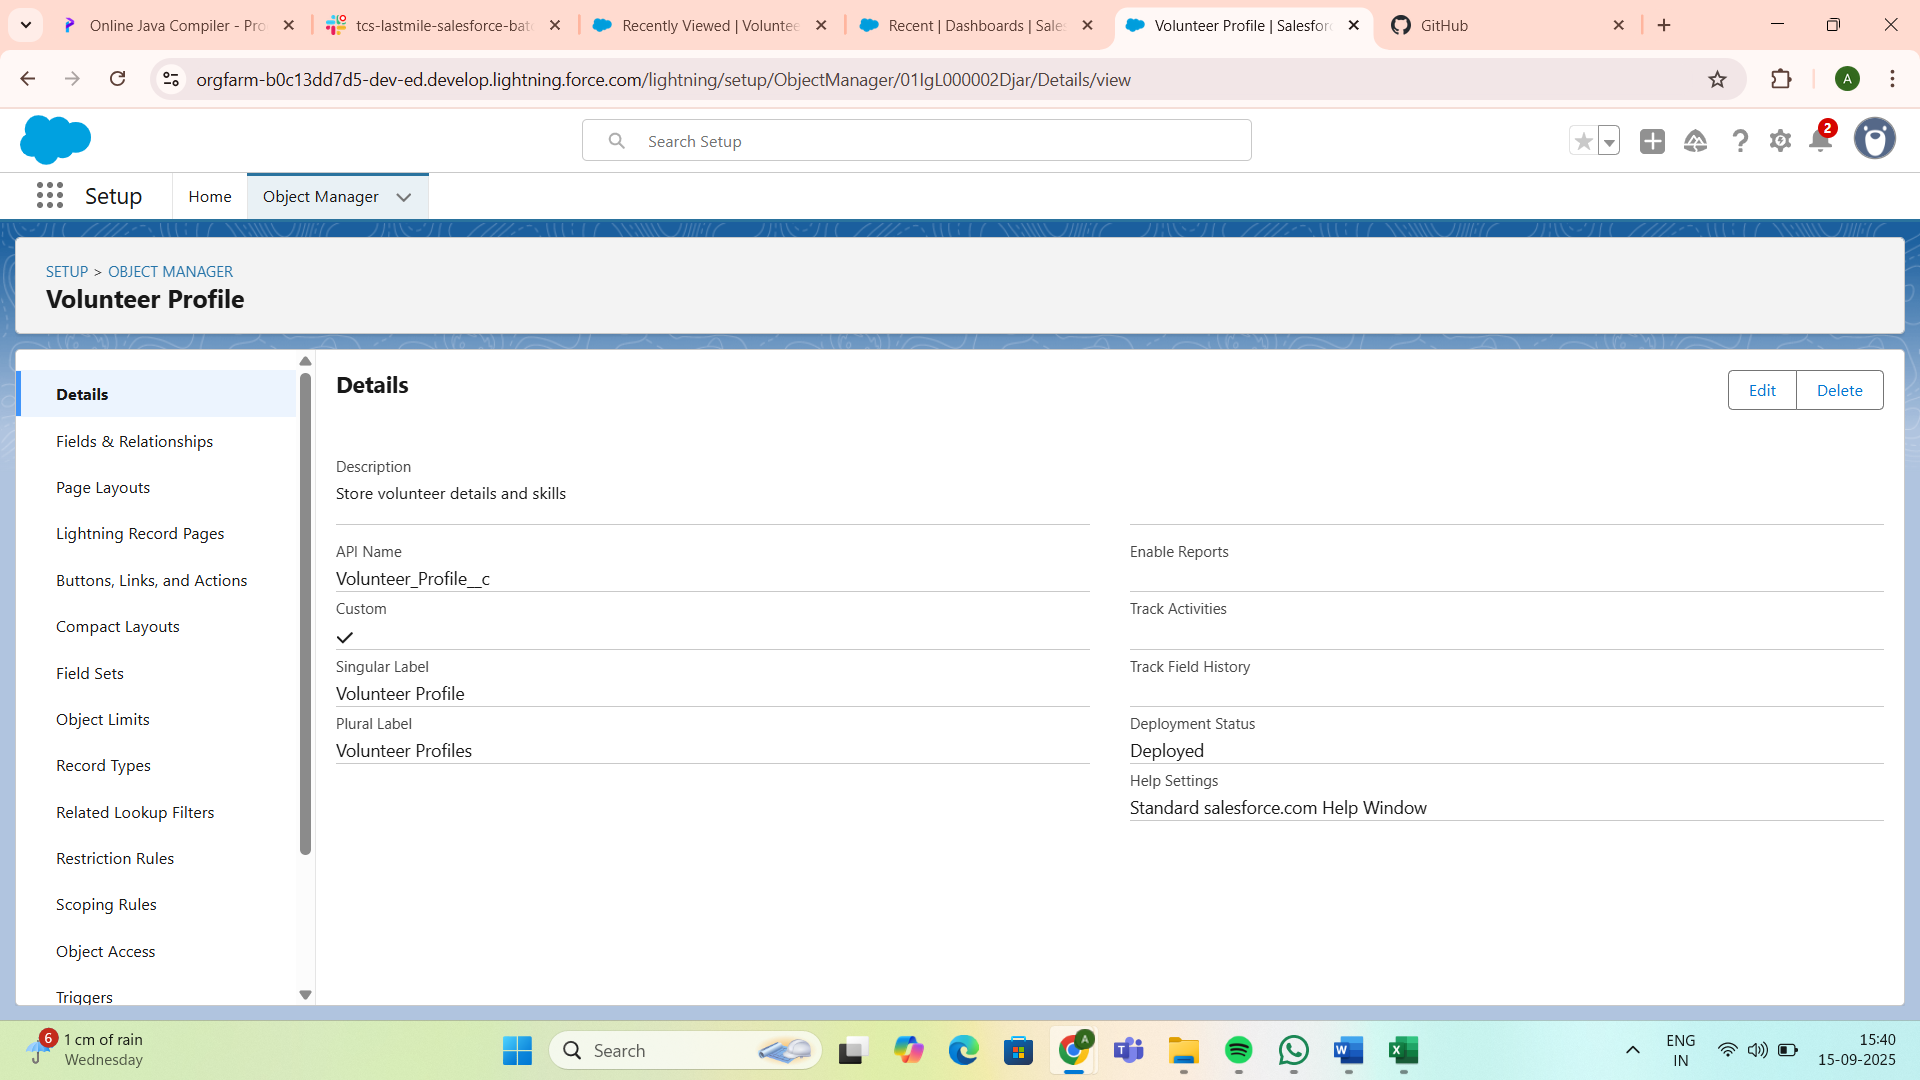 Online Java Compiler - Pro
tcs-lastmile-salesforce-batc
Recently Viewed | Voluntee
Recent | Dashboards | Sales
Volunteer Profile | Salesforc
GitHub
orgfarm-b0c13dd7d5-dev-ed.develop.lightning.force.com/lightning/setup/ObjectManager/01IgL000002Djar/Details/view
A
Search Setup
2
Setup
Home
Object Manager
SETUP > OBJECT MANAGER
Volunteer Profile
Details
Fields & Relationships
Page Layouts
Lightning Record Pages
Buttons, Links, and Actions
Compact Layouts
Field Sets
Object Limits
Record Types
Related Lookup Filters
Restriction Rules
Scoping Rules
Object Access
Triggers
Details
Edit
Delete
Description
Store volunteer details and skills
API Name
Volunteer_Profile__c
Custom
Singular Label
Volunteer Profile
Plural Label
Volunteer Profiles
Enable Reports
Track Activities
Track Field History
Deployment Status
Deployed
Help Settings
Standard salesforce.com Help Window
6
1 cm of rain
Wednesday
Search
A
ENG
IN
15:40
15-09-2025